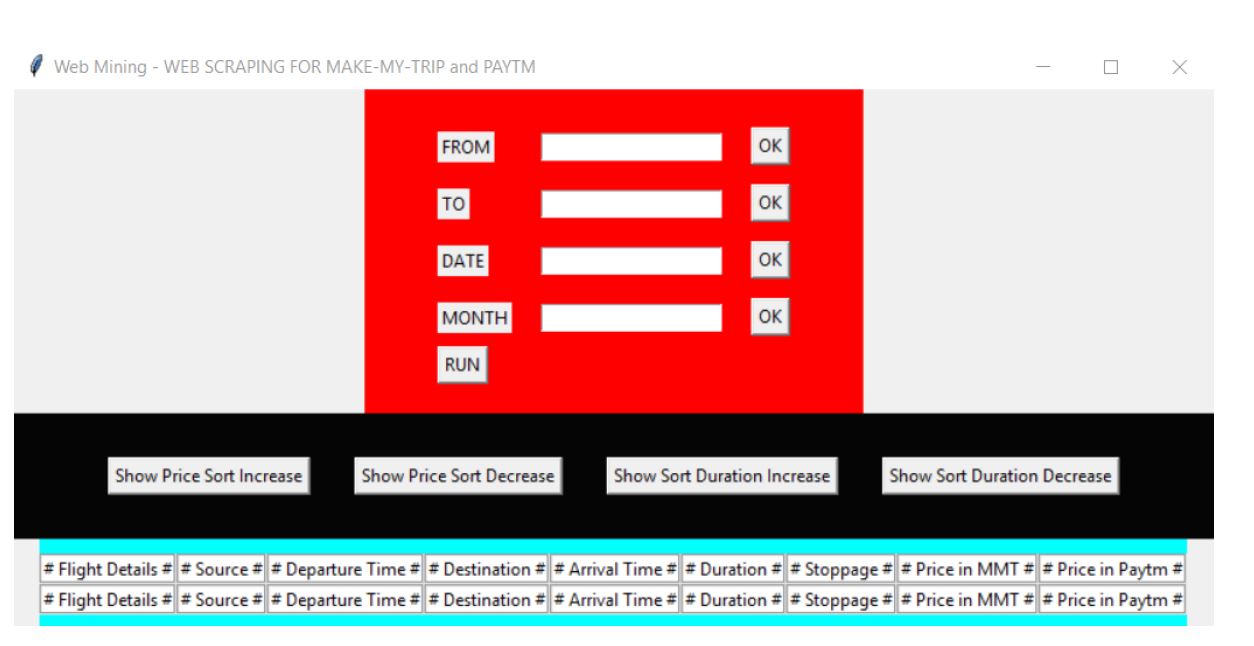 Web Mining - WEB SCRAPING FOR MAKE-MY-TRIP and PAYTM
FROM OK
TO OK
DATE OK
MONTH OK
RUN
Show Price Sort Increase Show Price Sort Decrease Show Sort Duration Increase Show Sort Duration Decrease
# Flight Details # # Source # # Departure Time # # Destination # # Arrival Time # # Duration # # Stoppage # # Price in MMT # # Price in Paytm #
# Flight Details # # Source # # Departure Time # # Destination # # Arrival Time # # Duration # # Stoppage # # Price in MMT # # Price in Paytm #